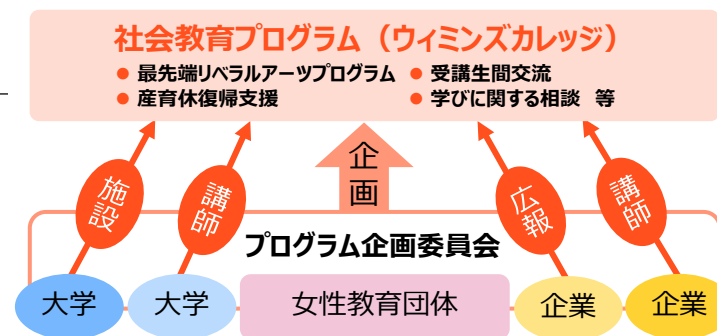 社会教育プログラム（ウィミンズカレッジ）
● 最先端リベラルアーツプログラム ● 受講生間交流
● 産育休復帰支援 ● 学びに関する相談 等
施設
講師
企画
広報
講師
プログラム企画委員会
大学
大学
女性教育団体
企業
企業